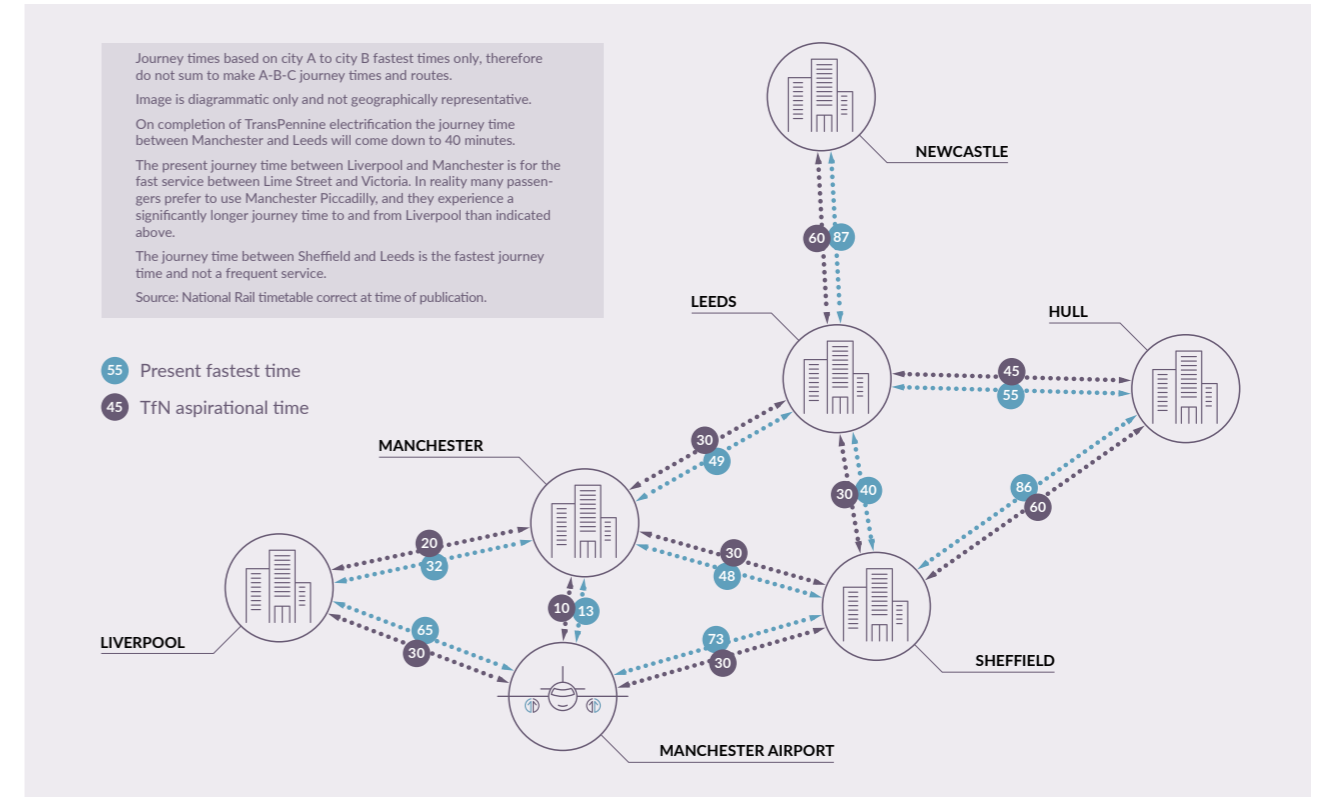 Journey times based on city A to city B fastest times only, therefore
do not sum to make A-B-C journey times and routes.
Image is diagrammatic only and not geographically representative.
On completion of TransPennine electrification the journey time
between Manchester and Leeds will come down to 40 minutes.
The present journey time between Liverpool and Manchester is for the
fast service between Lime Street and Victoria. In reality many passen-
gers prefer to use Manchester Piccadilly, and they experience a
significantly longer journey time to and from Liverpool than indicated
above.
The journey time between Sheffield and Leeds is the fastest journey
time and not a frequent service.
Source: National Rail timetable correct at time of publication.
55 Present fastest time
45 TfN aspirational time
NEWCASTLE
60 87
LEEDS
HULL
45
55
MANCHESTER
30
49
30 40
86
60
20
32
30
48
LIVERPOOL
10 13
65
30
73
30
SHEFFIELD
MANCHESTER AIRPORT